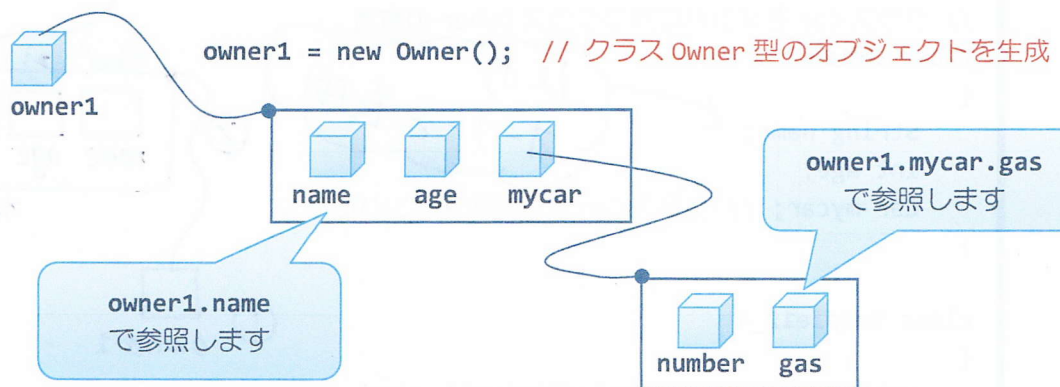 owner1 = new Owner(); // クラス Owner 型のオブジェクトを生成
owner1
name age mycar
owner1.mycar.gas
で参照します
owner1.name
で参照します
number gas